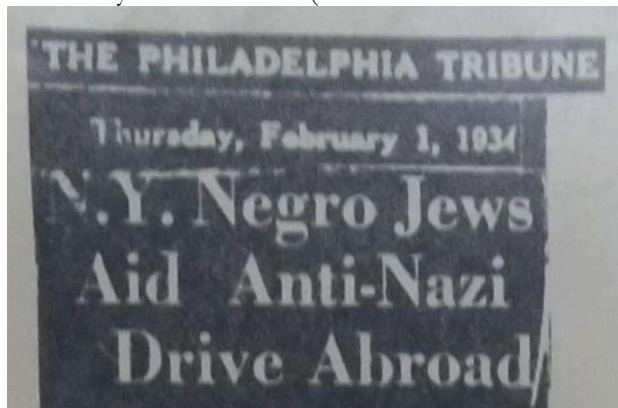 THE PHILADELPHIA TRIBUNE
Thursday, February 1, 1934
N.Y. Negro Jews
Aid Anti-Nazi
Drive Abroad